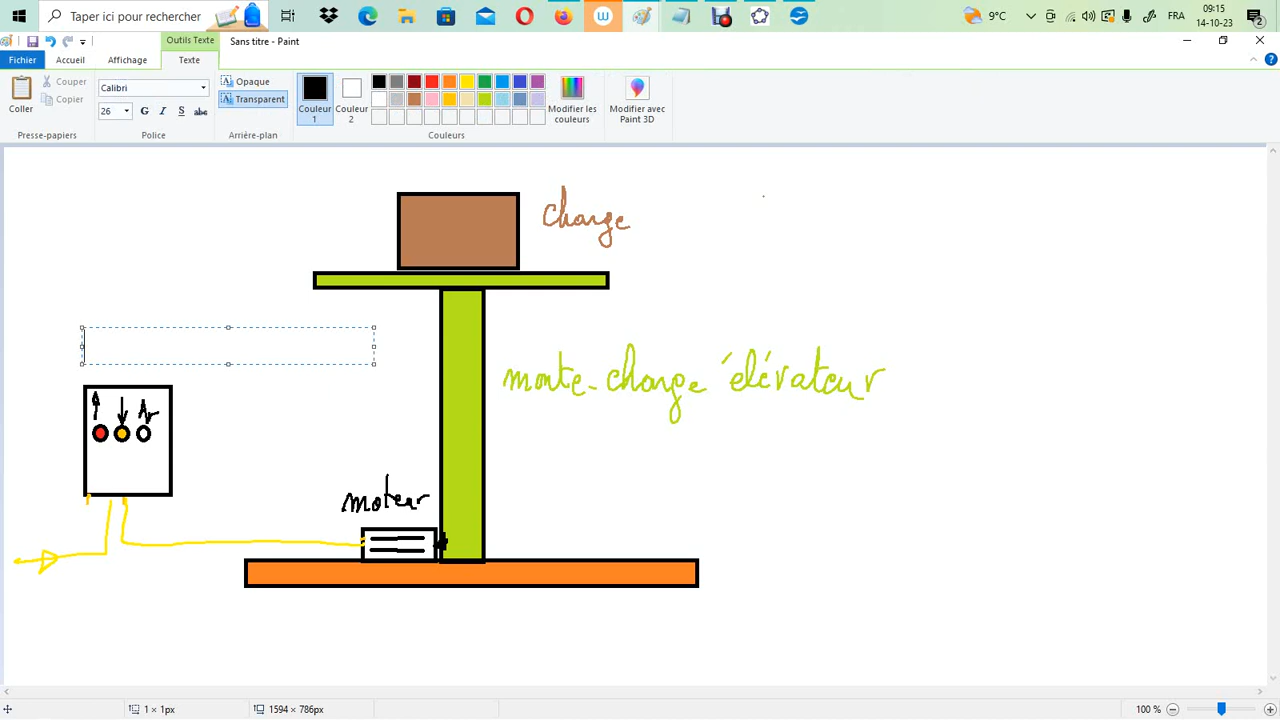 Taper ici pour rechercher
9°C
FRA
09:15
14-10-23
2
Outils Texte
Sans titre - Paint
Fichier
Accueil
Affichage
Texte
Coller
Couper
Copier
Presse-papiers
Calibri
26
G I S abc
Police
Opaque
Transparent
Arrière-plan
Couleur
1
Couleur
2
Couleurs
Modifier les
couleurs
Modifier avec
Paint 3D
charge
monte-charge élévateur
moteur
1 × 1px
1594 × 786px
100 %